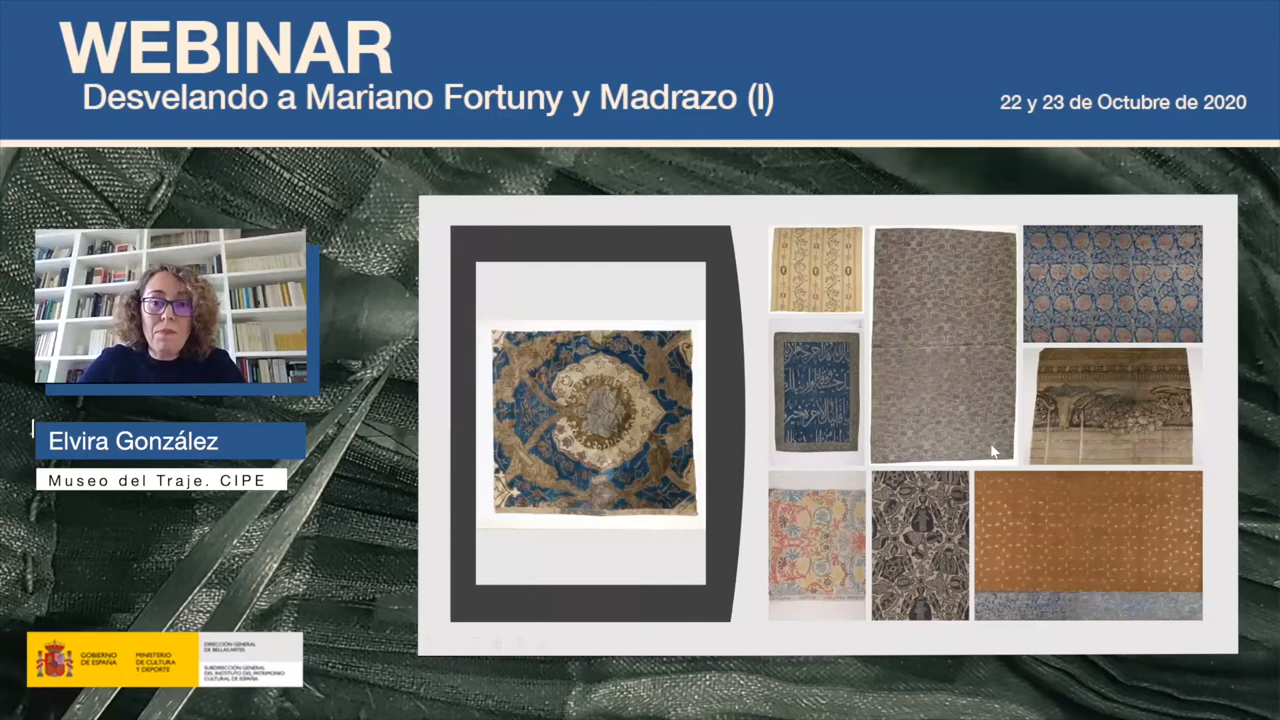 WEBINAR
Desvelando a Mariano Fortuny y Madrazo (I)
22 y 23 de Octubre de 2020
Elvira González
Museo del Traje. CIPE
GOBIERNO
DE ESPAÑA
MINISTERIO
DE CULTURA
Y DEPORTE
DIRECCIÓN GENERAL
DE BELLAS ARTES
SUBDIRECCIÓN GENERAL
DEL INSTITUTO DEL PATRIMONIO
CULTURAL DE ESPAÑA